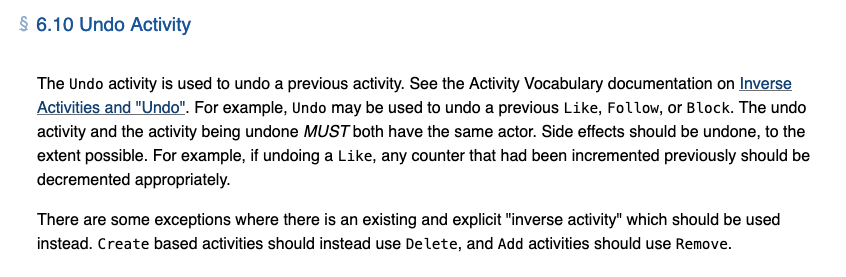 § 6.10 Undo Activity
The Undo activity is used to undo a previous activity. See the Activity Vocabulary documentation on Inverse
Activities and "Undo". For example, Undo may be used to undo a previous Like, Follow, or Block. The undo
activity and the activity being undone MUST both have the same actor. Side effects should be undone, to the
extent possible. For example, if undoing a Like, any counter that had been incremented previously should be
decremented appropriately.
There are some exceptions where there is an existing and explicit "inverse activity" which should be used
instead. Create based activities should instead use Delete, and Add activities should use Remove.